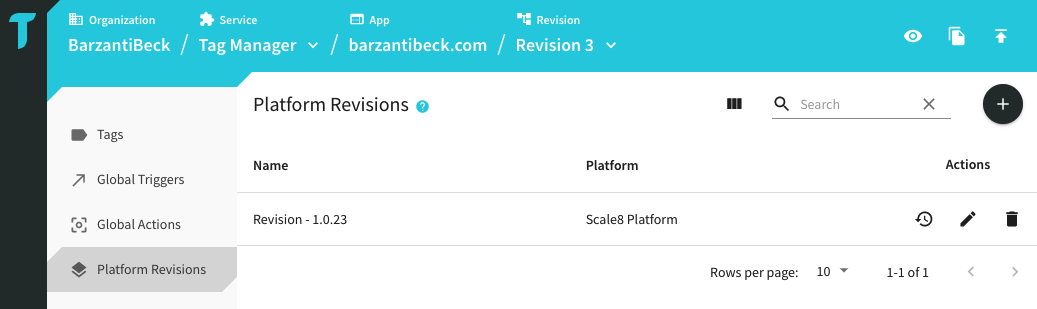 Organization
Service
App
Revision
BarzantiBeck / Tag Manager / barzantibeck.com / Revision 3
Tags
Global Triggers
Global Actions
Platform Revisions
Platform Revisions ?
Search
Name Platform Actions
Revision - 1.0.23 Scale8 Platform
Rows per page: 10 1-1 of 1